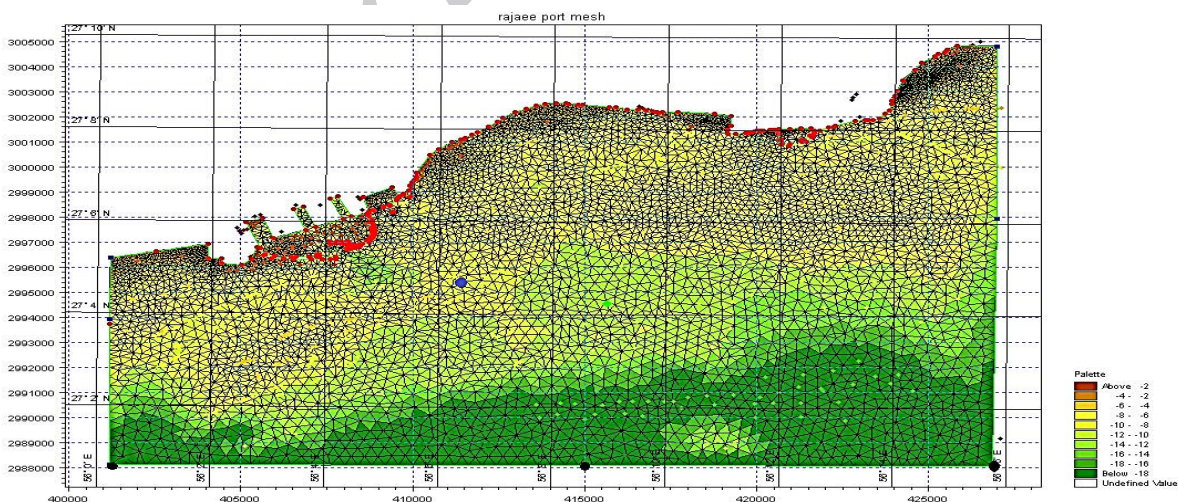 rajaee port mesh
27° 10' N
3005000
3004000
3003000
3002000
27° 8' N
3001000
3000000
2999000
2998000
27° 6' N
2997000
2996000
2995000
27° 4' N
2994000
2993000
2992000
2991000
27° 2' N
2990000
2989000
2988000
400000
405000
410000
415000
420000
425000
56° 0' E
Palette
Above -2
-4 - -2
-6 - -4
-8 - -6
-10 - -8
-12 - -10
-14 - -12
-16 - -14
-18 - -16
Below -18
Undefined Value